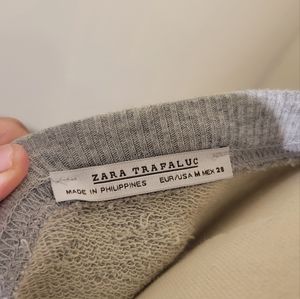 ZARA TRAFALUC
MADE IN PHILIPPINES EUR/USA M MEX 28